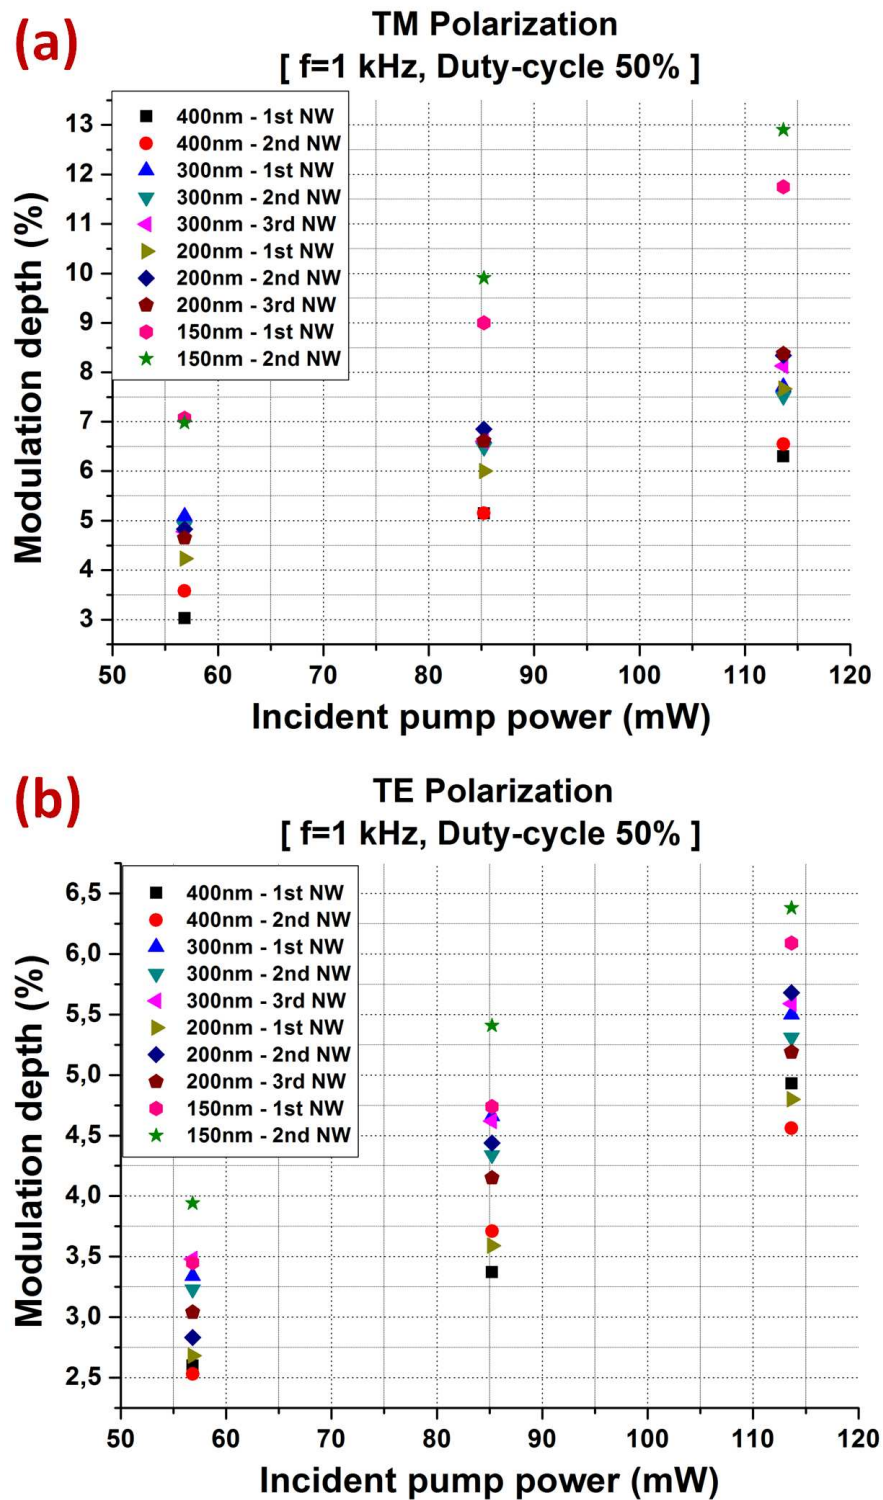 (a)
TM Polarization
[ f=1 kHz, Duty-cycle 50% ]
400nm - 1st NW
400nm - 2nd NW
300nm - 1st NW
300nm - 2nd NW
300nm - 3rd NW
200nm - 1st NW
200nm - 2nd NW
200nm - 3rd NW
150nm - 1st NW
150nm - 2nd NW
Modulation depth (%)
13
12
11
10
9
8
7
6
5
4
3
50 60 70 80 90 100 110 120
Incident pump power (mW)
(b)
TE Polarization
[ f=1 kHz, Duty-cycle 50% ]
400nm - 1st NW
400nm - 2nd NW
300nm - 1st NW
300nm - 2nd NW
300nm - 3rd NW
200nm - 1st NW
200nm - 2nd NW
200nm - 3rd NW
150nm - 1st NW
150nm - 2nd NW
Modulation depth (%)
6,5
6,0
5,5
5,0
4,5
4,0
3,5
3,0
2,5
50 60 70 80 90 100 110 120
Incident pump power (mW)